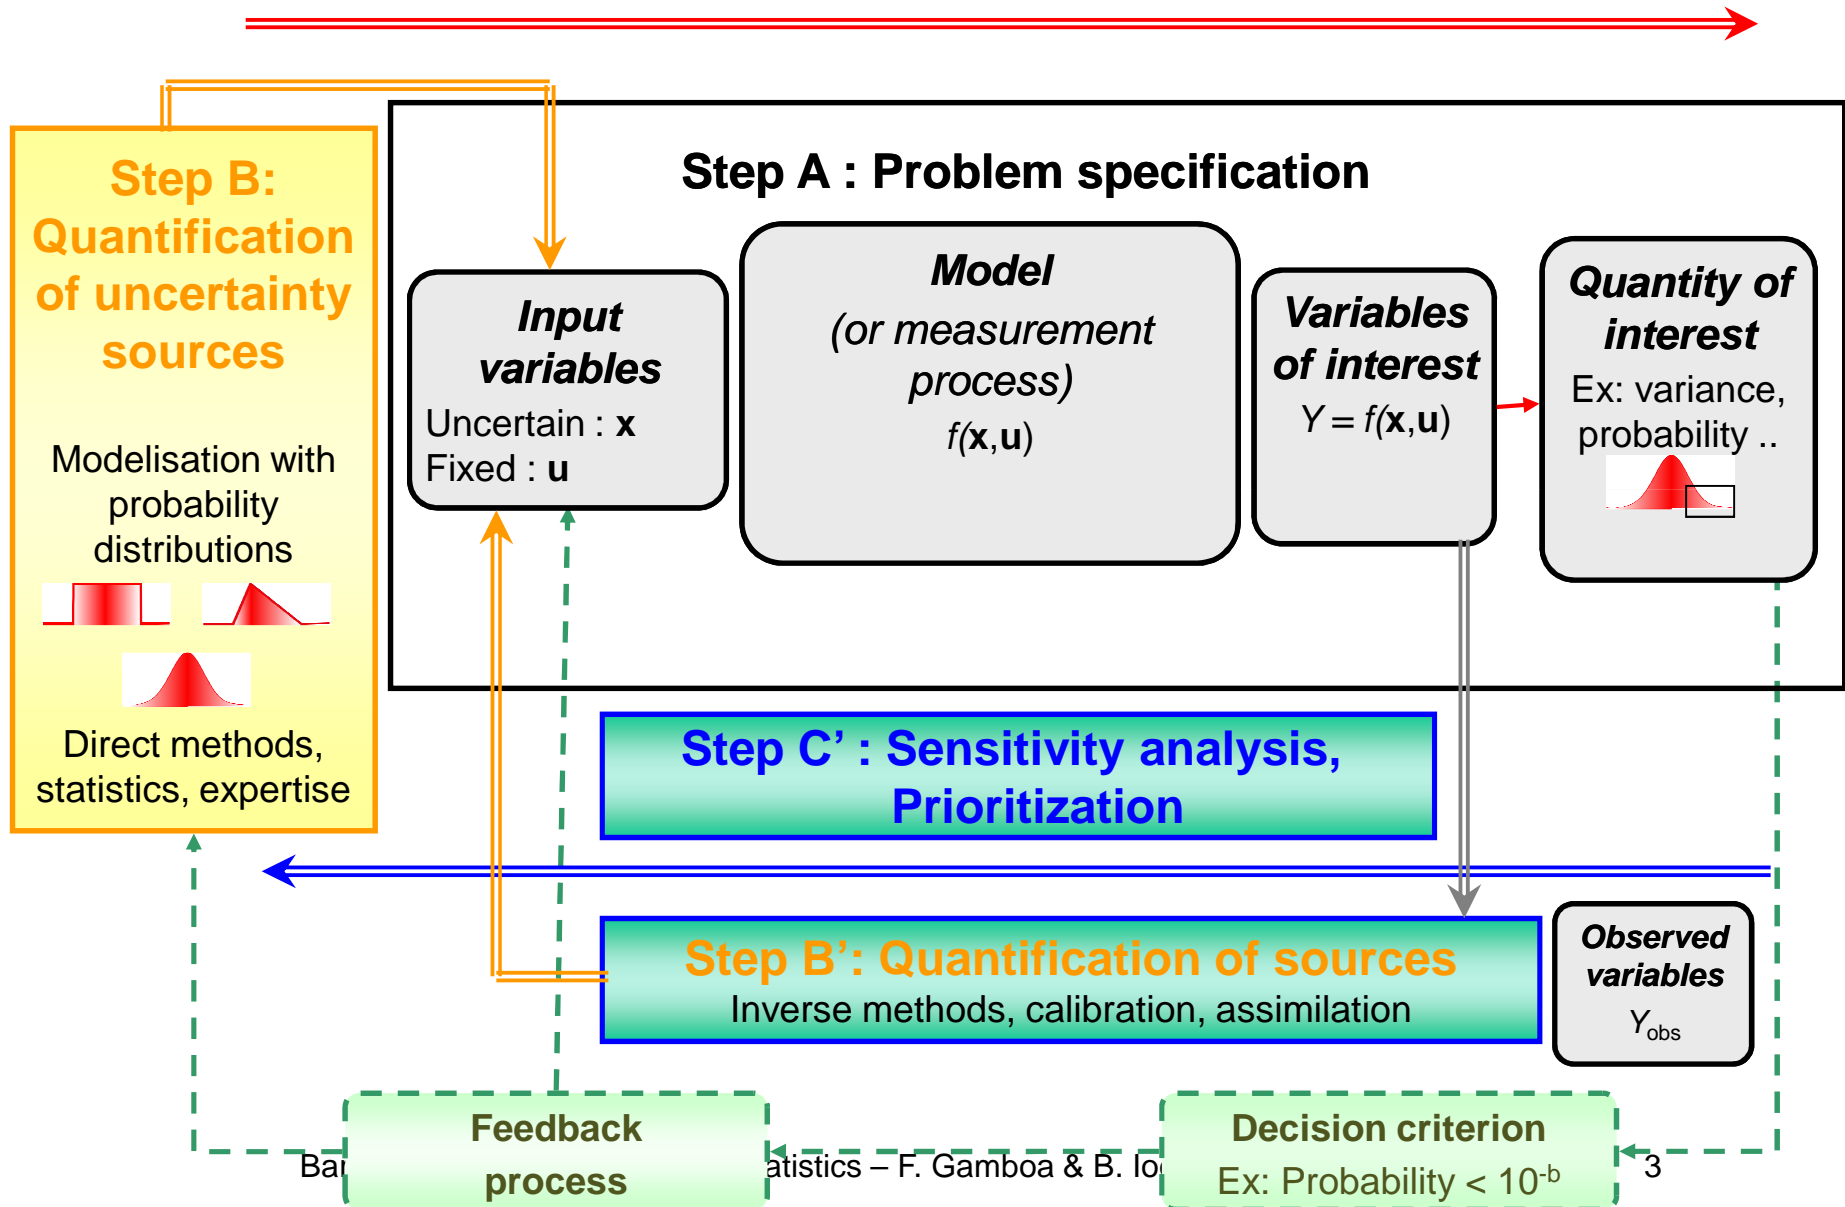 Step A : Problem specification
Step B:
Quantification
of uncertainty
sources
Modelisation with
probability
distributions
Direct methods,
statistics, expertise
Input
variables
Uncertain : x
Fixed : u
Model
(or measurement
process)
f(x,u)
Variables
of interest
Y = f(x,u)
Quantity of
interest
Ex: variance,
probability ..
Step C’ : Sensitivity analysis,
Prioritization
Step B’: Quantification of sources
Inverse methods, calibration, assimilation
Observed
variables
Yobs
Feedback
process
Decision criterion
Ex: Probability < 10-b
– F. Gamboa & B.
3